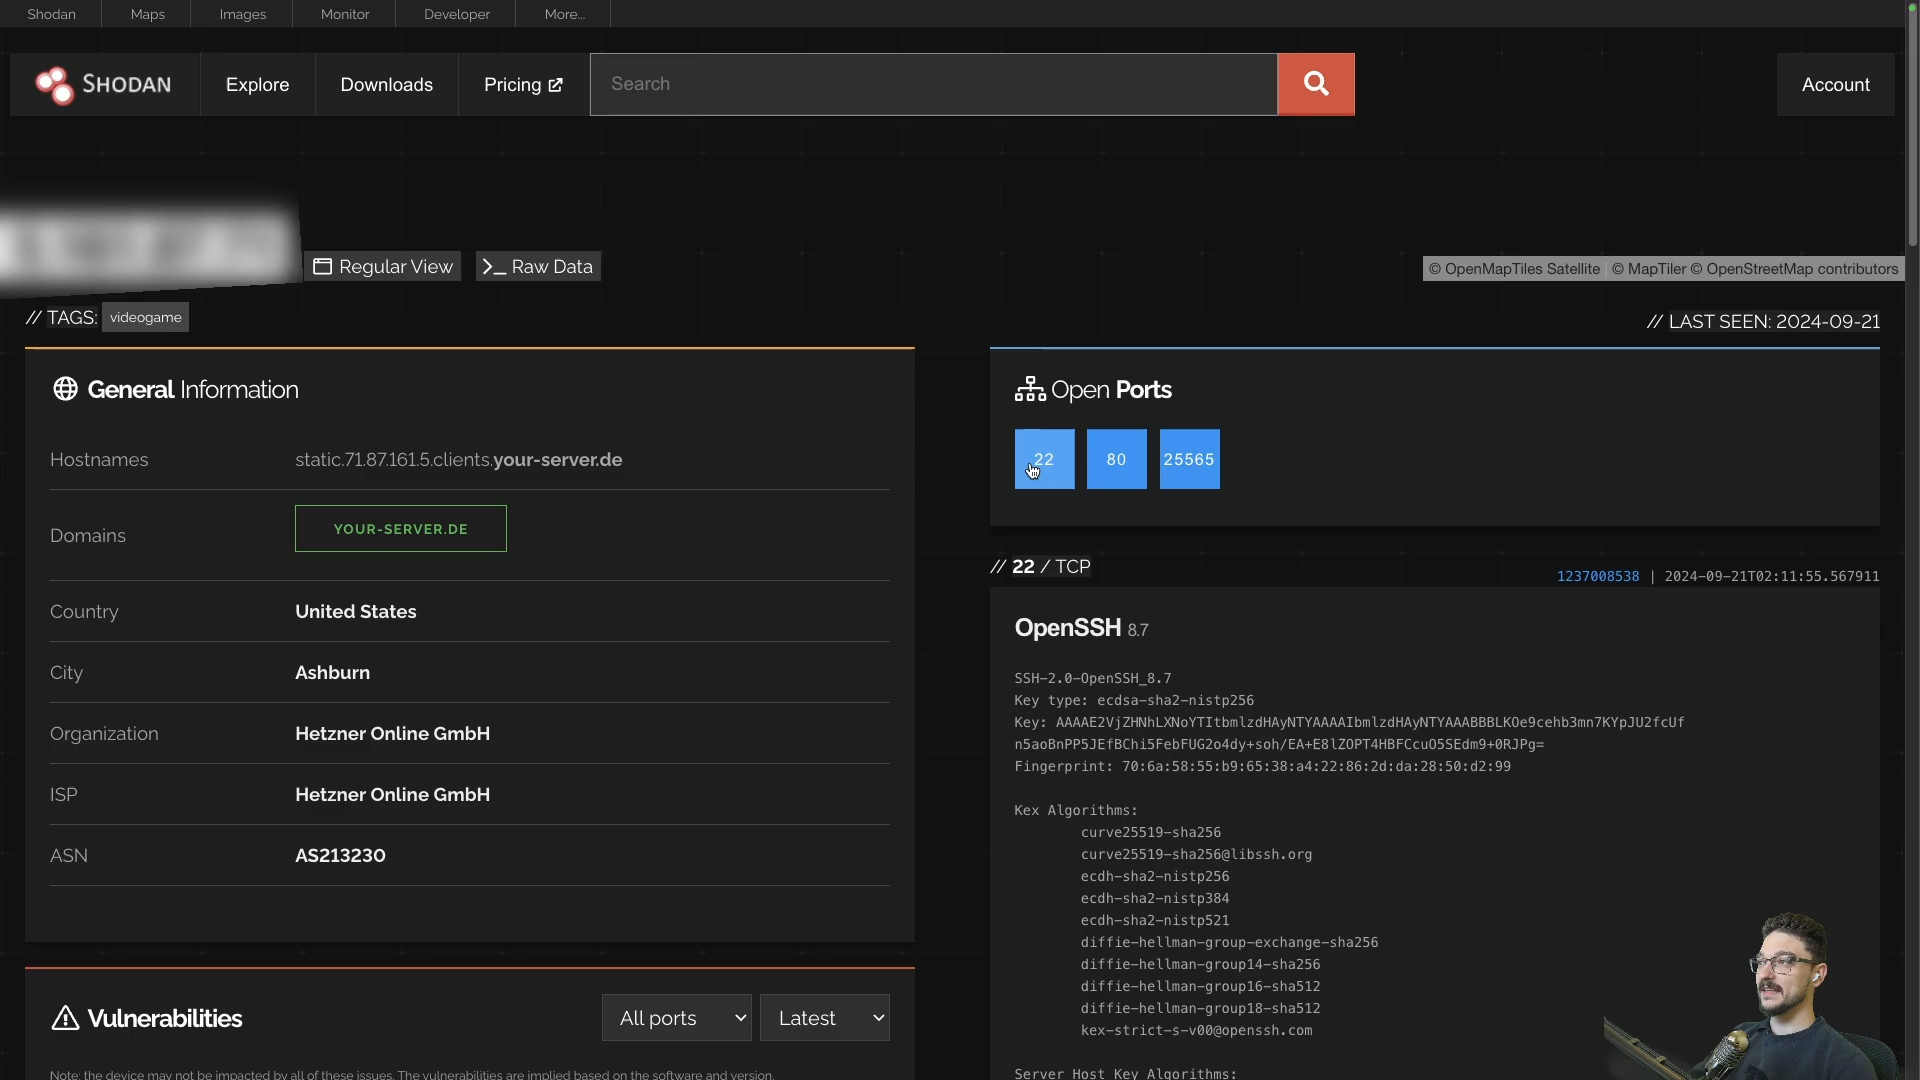 Shodan
Maps
Images
Monitor
Developer
More...
SHODAN
Explore
Downloads
Pricing
Search
Account
Regular View
Raw Data
© OpenMapTiles Satellite | © MapTiler © OpenStreetMap contributors
// TAGS: videogame
// LAST SEEN: 2024-09-21
General Information
Hostnames static.71.87.161.5.clients.your-server.de
Domains YOUR-SERVER.DE
Country United States
City Ashburn
Organization Hetzner Online GmbH
ISP Hetzner Online GmbH
ASN AS213230
Vulnerabilities
All ports
Latest
Note: the device may not be impacted by all of these issues. The vulnerabilities are implied based on the software and version.
Open Ports
22 80 25565
// 22 / TCP
1237008538 | 2024-09-21T02:11:55.567911
OpenSSH 8.7
SSH-2.0-OpenSSH_8.7
Key type: ecdsa-sha2-nistp256
Key: AAAAE2VjZHNhLXNoYTItbmlzdHAyNTYAAAAIbmlzdHAyNTYAAABBBLKOe9cehb3mn7KYpJU2fcUf
n5aoBnPP5JEfBChi5FebFUG2o4dy+soh/EA+E8lZOPT4HBFCcuO5SEdm9+0RJPg=
Fingerprint: 70:6a:58:55:b9:65:38:a4:22:86:2d:da:28:50:d2:99
Kex Algorithms:
curve25519-sha256
curve25519-sha256@libssh.org
ecdh-sha2-nistp256
ecdh-sha2-nistp384
ecdh-sha2-nistp521
diffie-hellman-group-exchange-sha256
diffie-hellman-group14-sha256
diffie-hellman-group16-sha512
diffie-hellman-group18-sha512
kex-strict-s-v00@openssh.com
Server Host Key Algorithms: